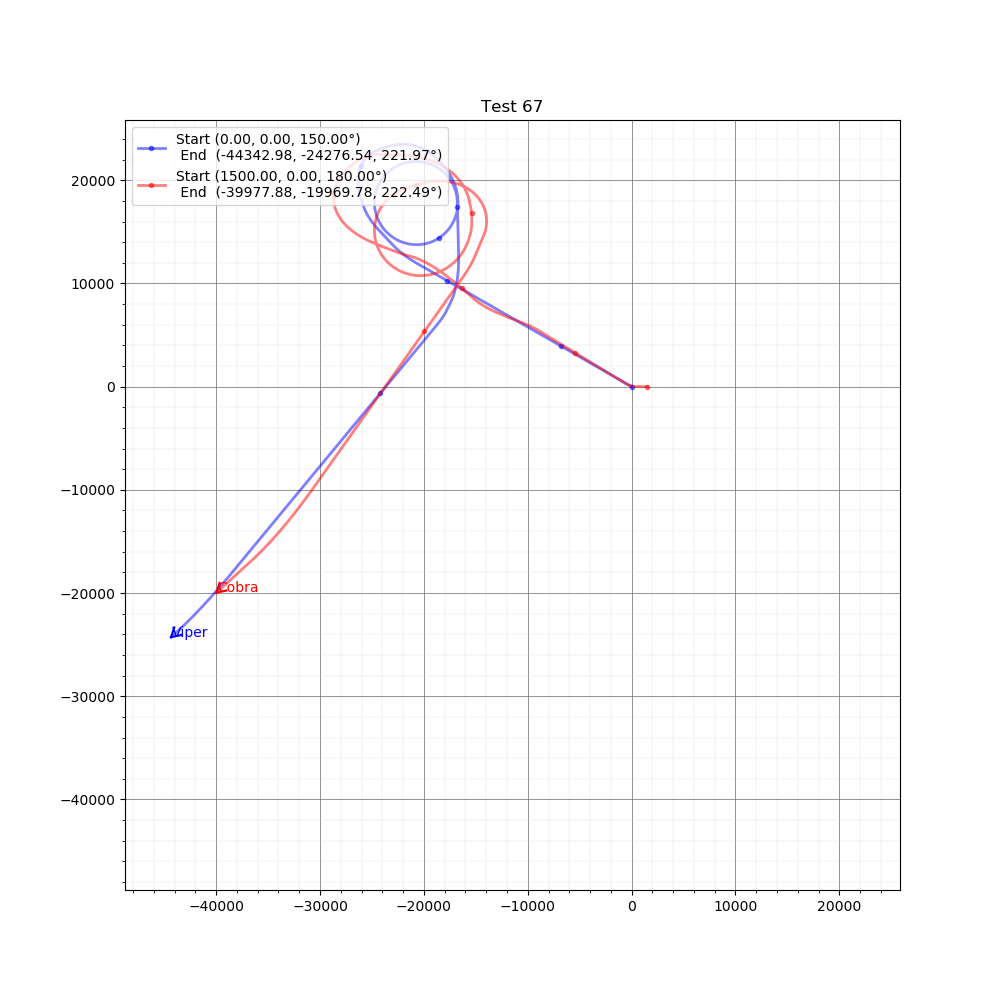 Test 67
Start (0.00, 0.00, 150.00°)
End (-44342.98, -24276.54, 221.97°)
Start (1500.00, 0.00, 180.00°)
End (-39977.88, -19969.78, 222.49°)
20000
10000
0
−10000
−20000
−30000
−40000
Cobra
Viper
−40000 −30000 −20000 −10000 0 10000 20000